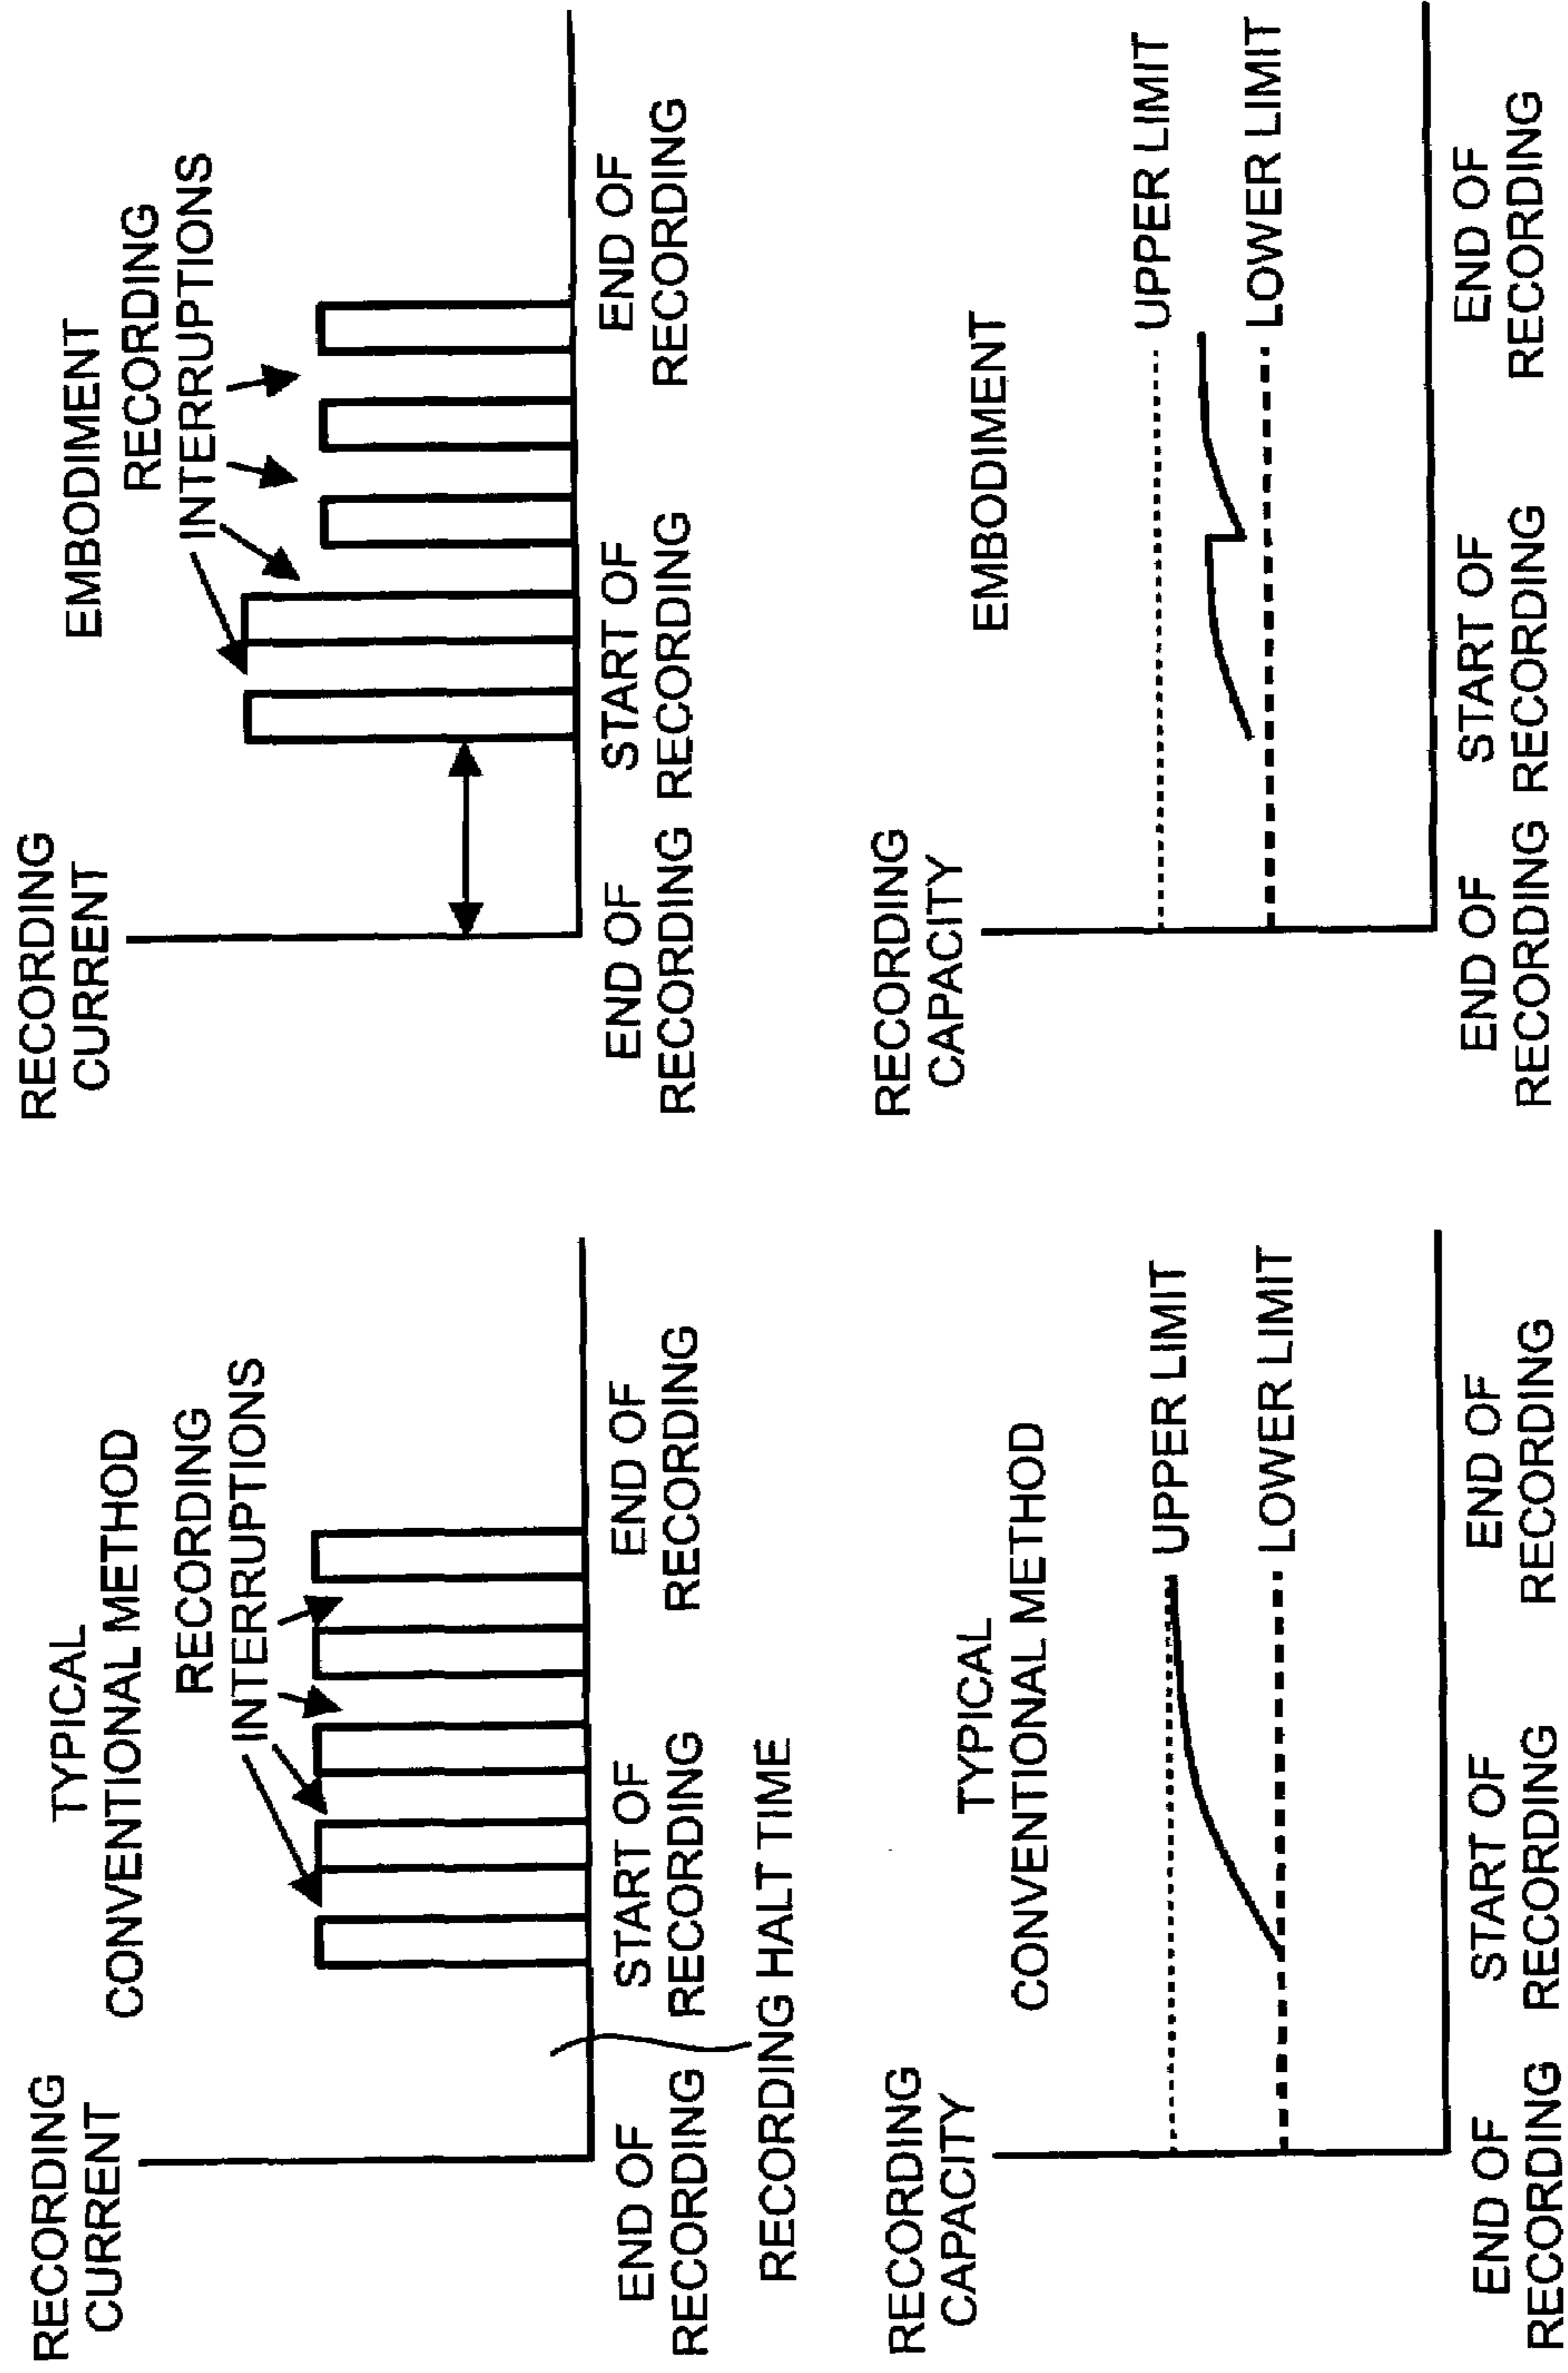 RECORDING
CURRENT
TYPICAL
CONVENTIONAL METHOD
RECORDING
INTERRUPTIONS
END OF
RECORDING
START OF
RECORDING
END OF
RECORDING
RECORDING HALT TIME
RECORDING
CURRENT
EMBODIMENT
RECORDING
INTERRUPTIONS
END OF
RECORDING
START OF
RECORDING
END OF
RECORDING
RECORDING
CAPACITY
TYPICAL
CONVENTIONAL METHOD
UPPER LIMIT
LOWER LIMIT
END OF
RECORDING
START OF
RECORDING
END OF
RECORDING
RECORDING
CAPACITY
EMBODIMENT
UPPER LIMIT
LOWER LIMIT
END OF
RECORDING
START OF
RECORDING
END OF
RECORDING